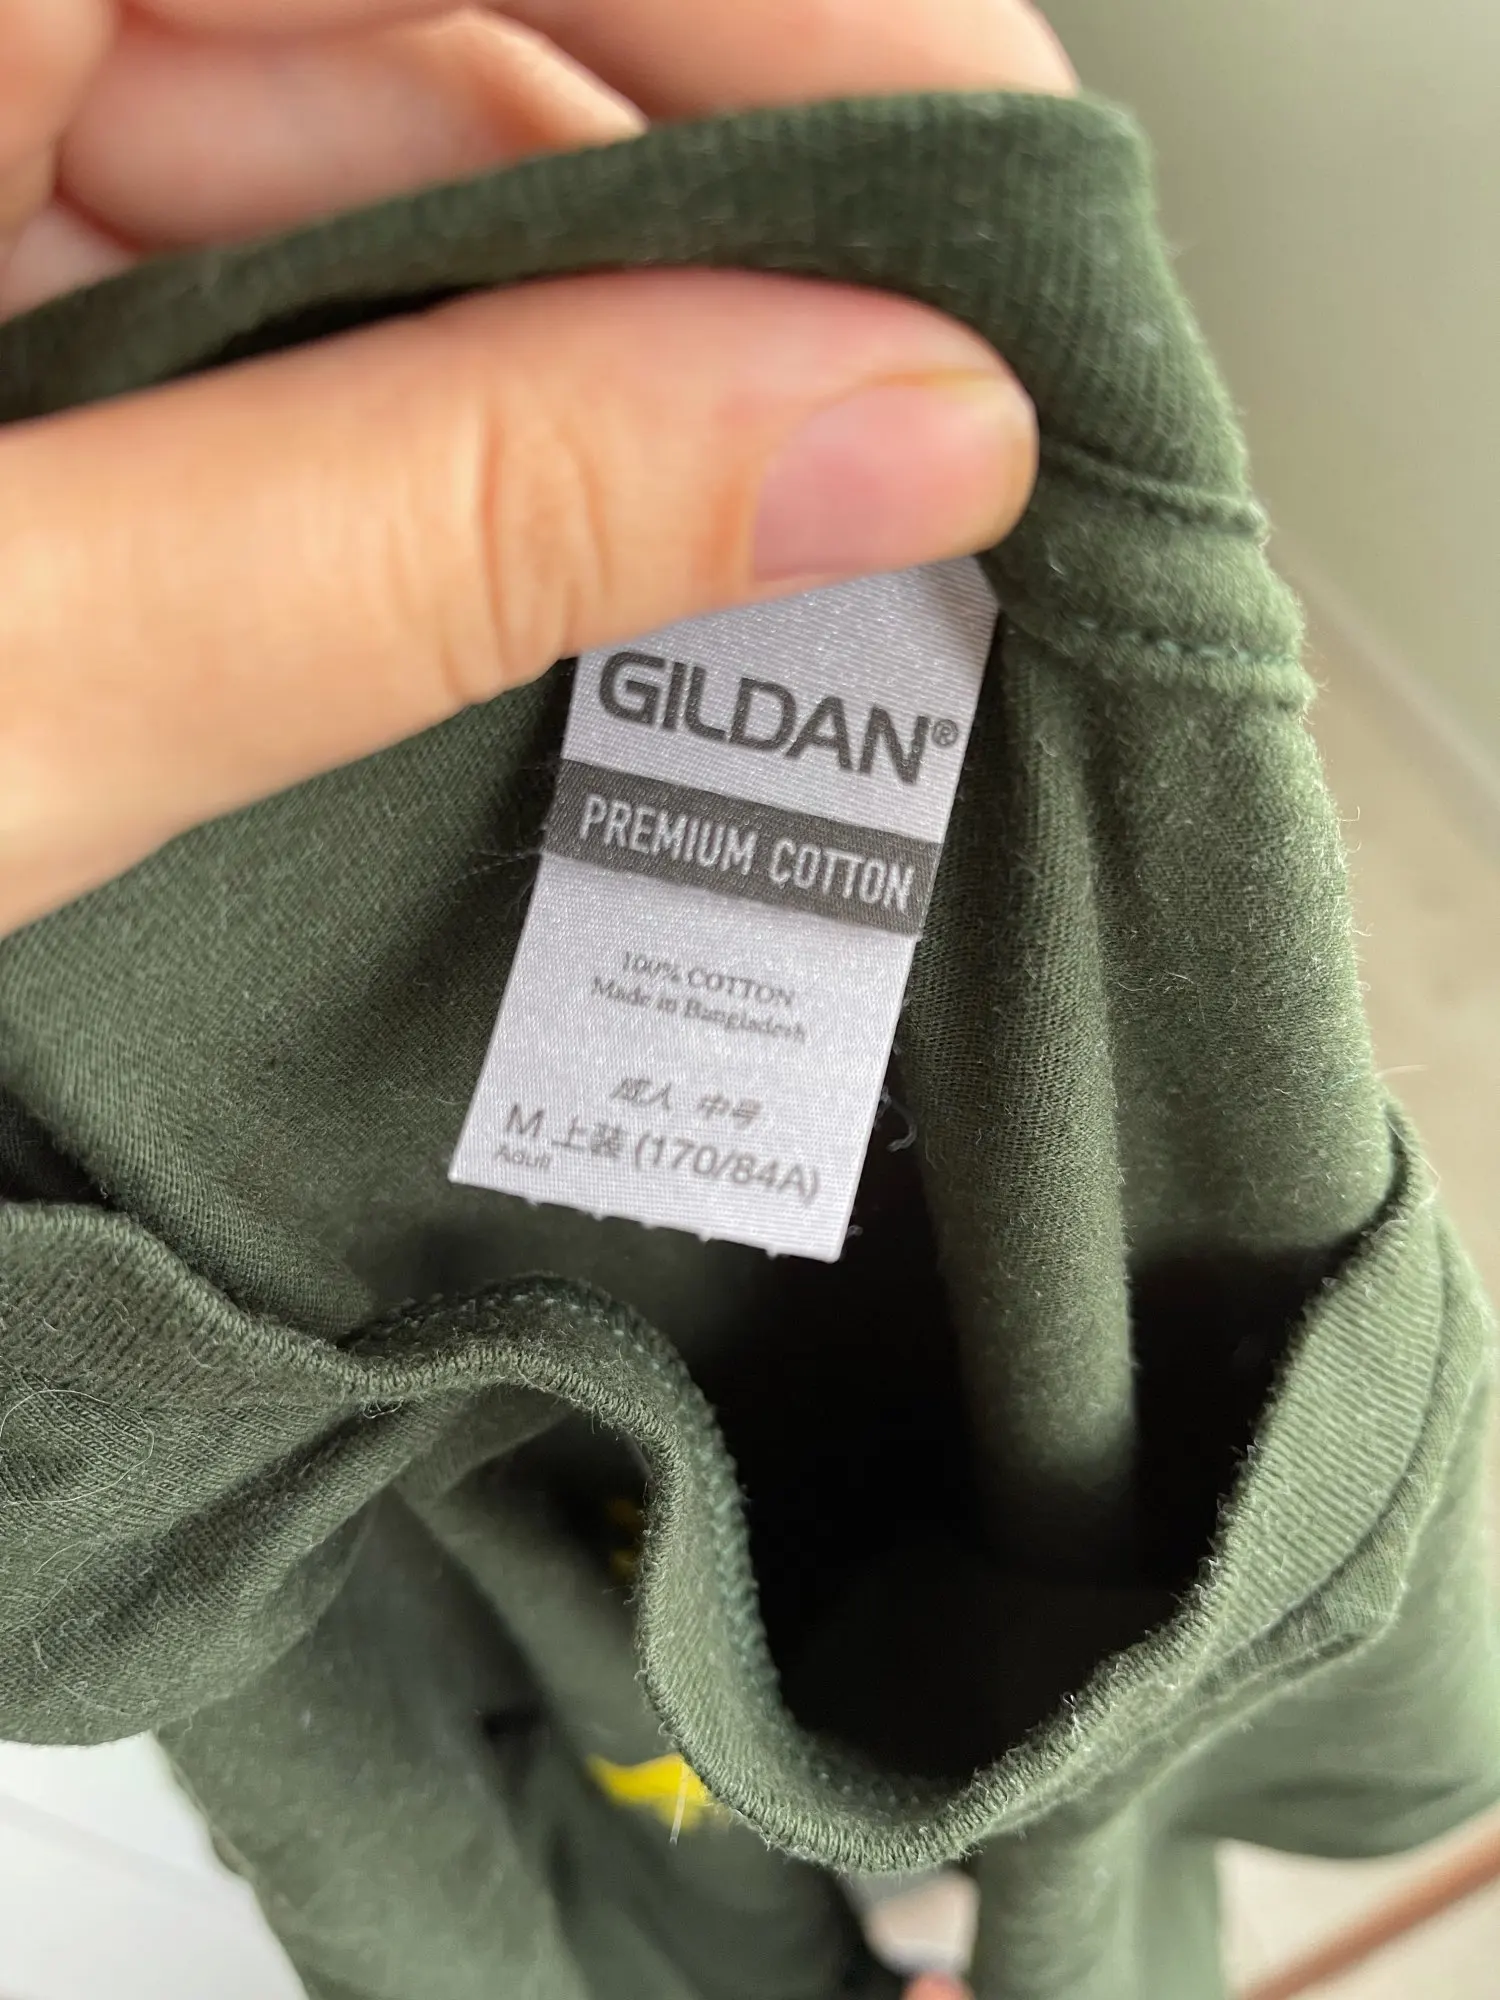 GILDAN®
PREMIUM COTTON
100% COTTON
Made in Bangladesh
成人 中号
M 上装 (170/84A)
Adult